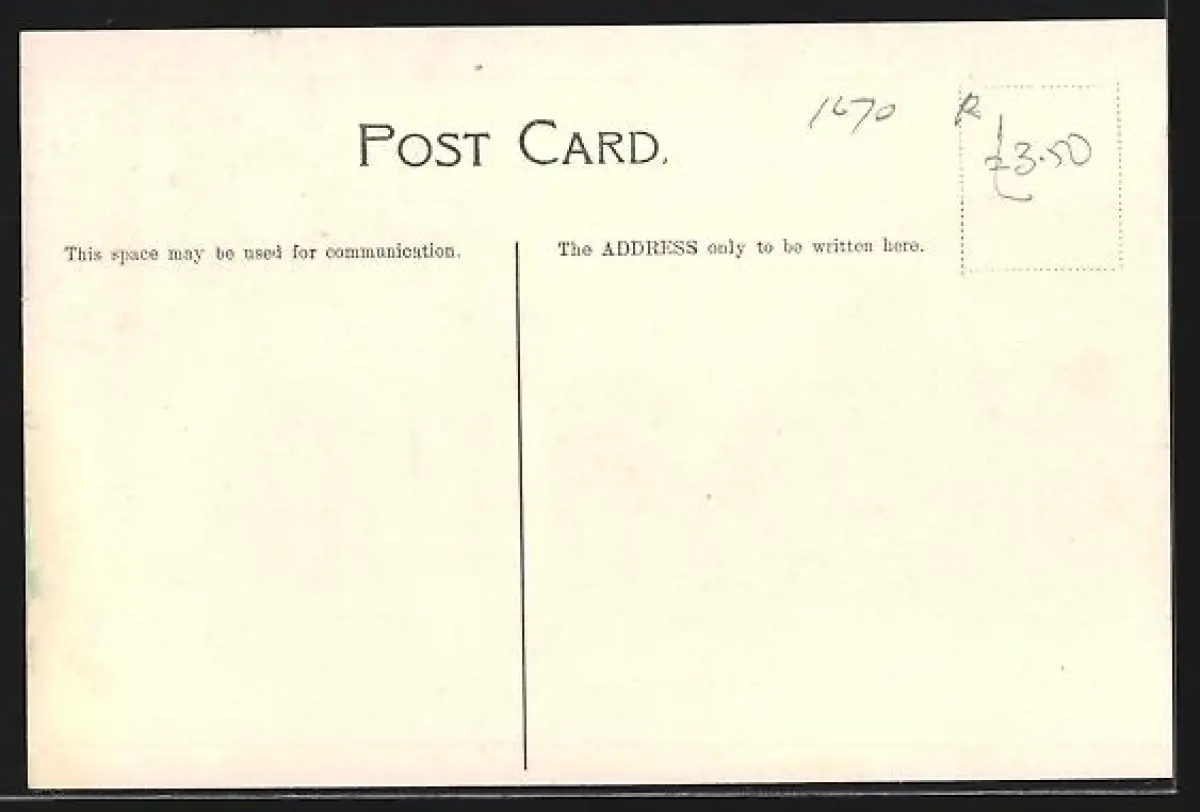 1670
R
£3.50
POST CARD.
This space may be used for communication.
The ADDRESS only to be written here.